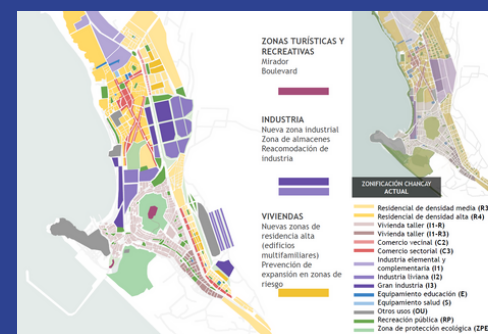 ZONAS TURÍSTICAS Y
RECREATIVAS
Mirador
Boulevard
INDUSTRIA
Nueva zona industrial
Zona de almacenes
Reacomodación de
industria
VIVIENDAS
Nuevas zonas de
residencia alta
(edificios
multifamiliares)
Prevención de
expansión en zonas de
riesgo
ZONIFICACIÓN CHANCAY
ACTUAL
Residencial de densidad media (R3
Residencial de densidad alta (R4)
Vivienda taller (I1-R)
Vivienda taller (I1-R3)
Comercio vecinal (C2)
Comercio sectorial (C3)
Industria elemental y
complementaria (I1)
Industria liviana (I2)
Gran industria (I3)
Equipamiento educación (E)
Equipamiento salud (S)
Otros usos (OU)
Recreación pública (RP)
Zona de protección ecológica (ZPE